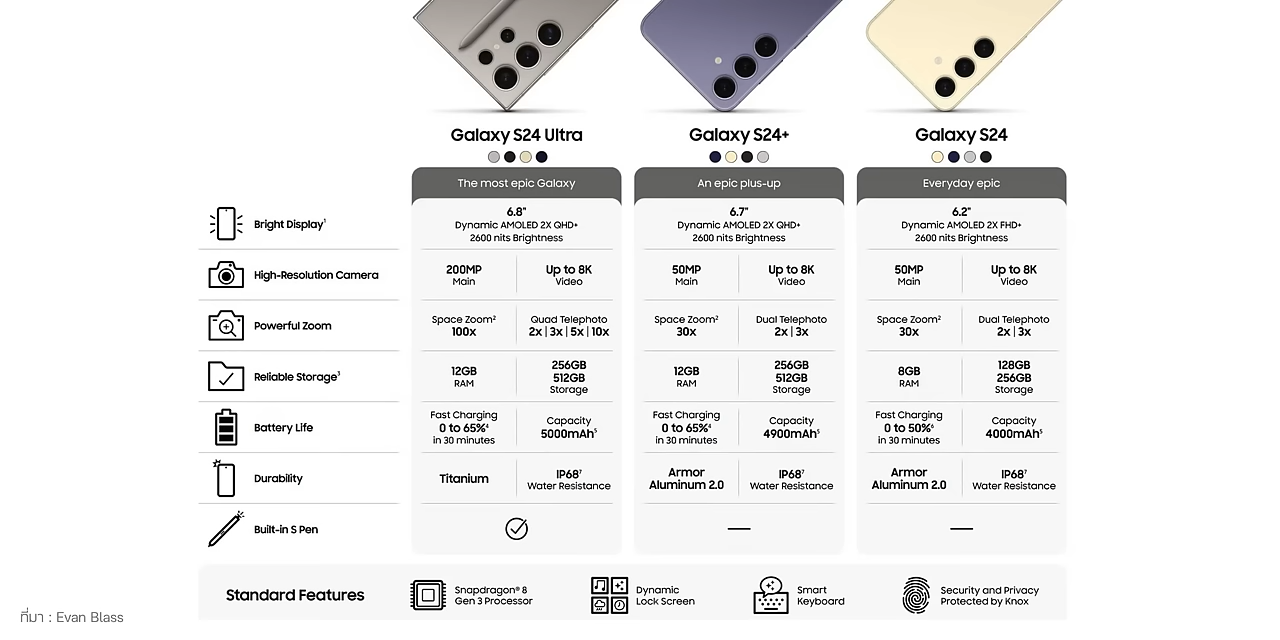 Galaxy S24 Ultra
Galaxy S24+
Galaxy S24
The most epic Galaxy
An epic plus-up
Everyday epic
Bright Display¹
6.8"
Dynamic AMOLED 2X QHD+
2600 nits Brightness
6.7"
Dynamic AMOLED 2X QHD+
2600 nits Brightness
6.2"
Dynamic AMOLED 2X FHD+
2600 nits Brightness
High-Resolution Camera
200MP
Main
Up to 8K
Video
50MP
Main
Up to 8K
Video
50MP
Main
Up to 8K
Video
Powerful Zoom
Space Zoom²
100x
Quad Telephoto
2x | 3x | 5x | 10x
Space Zoom²
30x
Dual Telephoto
2x | 3x
Space Zoom²
30x
Dual Telephoto
2x | 3x
Reliable Storage³
12GB
RAM
256GB
512GB
Storage
12GB
RAM
256GB
512GB
Storage
8GB
RAM
128GB
256GB
Storage
Battery Life
Fast Charging
0 to 65%⁴
in 30 minutes
Capacity
5000mAh⁵
Fast Charging
0 to 65%⁴
in 30 minutes
Capacity
4900mAh⁵
Fast Charging
0 to 50%⁶
in 30 minutes
Capacity
4000mAh⁵
Durability
Titanium
IP68⁷
Water Resistance
Armor
Aluminum 2.0
IP68⁷
Water Resistance
Armor
Aluminum 2.0
IP68⁷
Water Resistance
Built-in S Pen
Standard Features
Snapdragon® 8
Gen 3 Processor
Dynamic
Lock Screen
Smart
Keyboard
Security and Privacy
Protected by Knox
ที่มา : Evan Blass